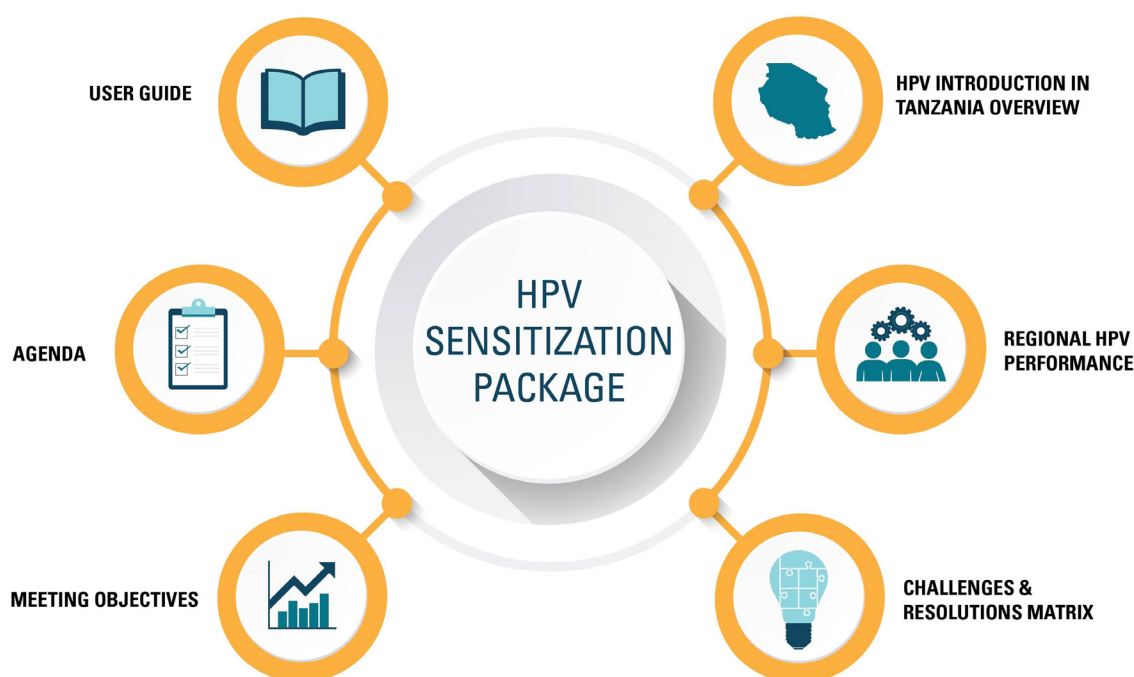 USER GUIDE
AGENDA
MEETING OBJECTIVES
HPV
SENSITIZATION
PACKAGE
HPV INTRODUCTION IN
TANZANIA OVERVIEW
REGIONAL HPV
PERFORMANCE
CHALLENGES &
RESOLUTIONS MATRIX